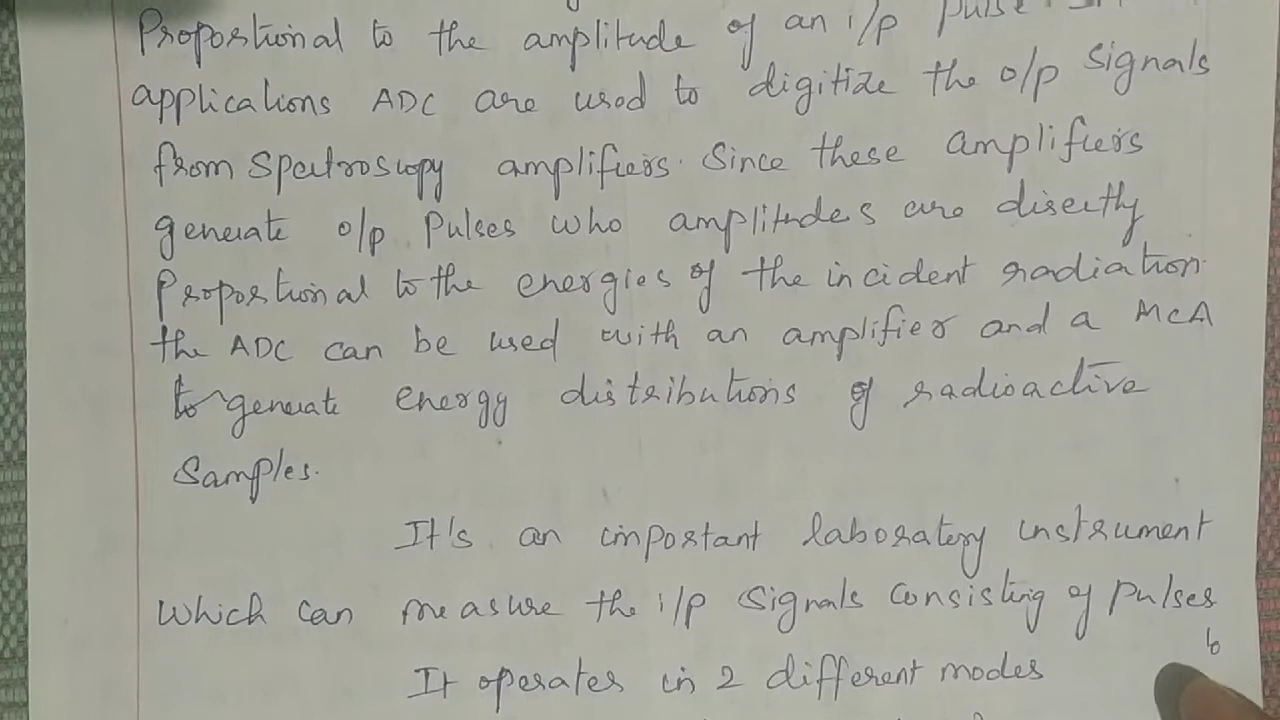 Proportional to the amplitude of an i/p pulse.
applications ADC are used to digitize the o/p signals
from spectroscopy amplifiers. Since these amplifiers
generate o/p pulses who amplitudes are directly
Proportional to the energies of the incident radiation.
the ADC can be used with an amplifier and a MCA
to generate energy distributions of radioactive
samples.
It's an important laboratory instrument
which can measure the i/p signals consisting of pulses
6
It operates in 2 different modes